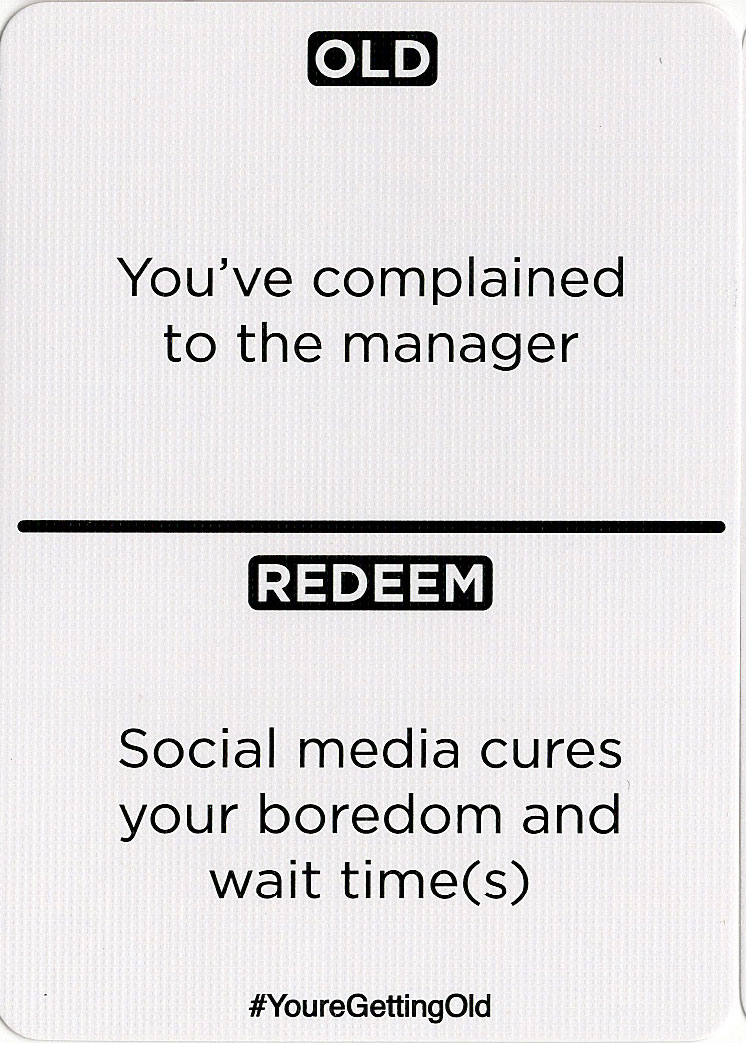 OLD
You've complained
to the manager
REDEEM
Social media cures
your boredom and
wait time(s)
#YoureGettingOld